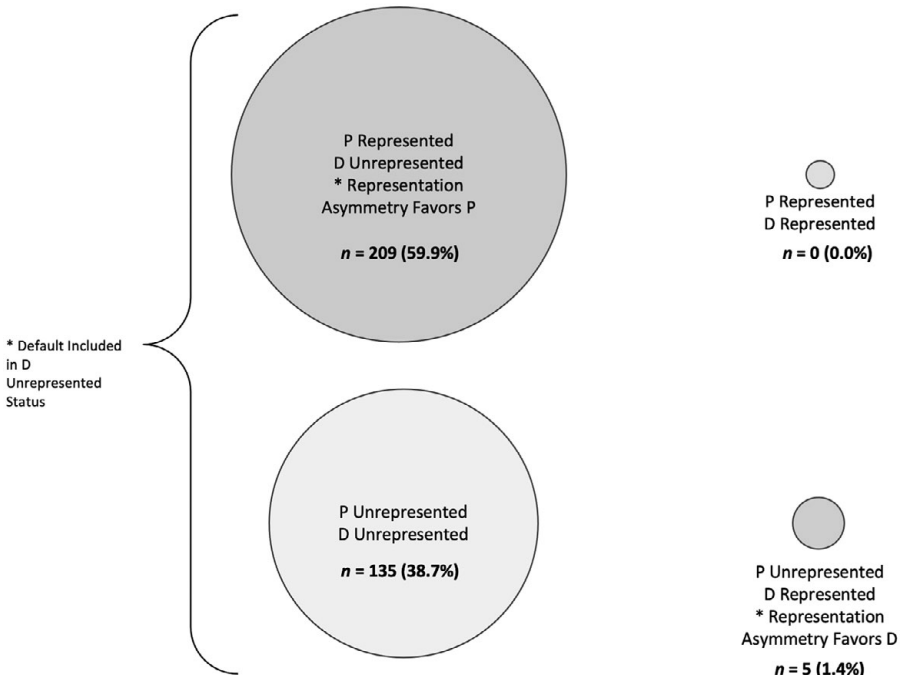 P Represented
D Unrepresented
* Representation
Asymmetry Favors P
n = 209 (59.9%)
P Represented
D Represented
n = 0 (0.0%)
* Default Included
in D
Unrepresented
Status
P Unrepresented
D Unrepresented
n = 135 (38.7%)
P Unrepresented
D Represented
* Representation
Asymmetry Favors D
n = 5 (1.4%)